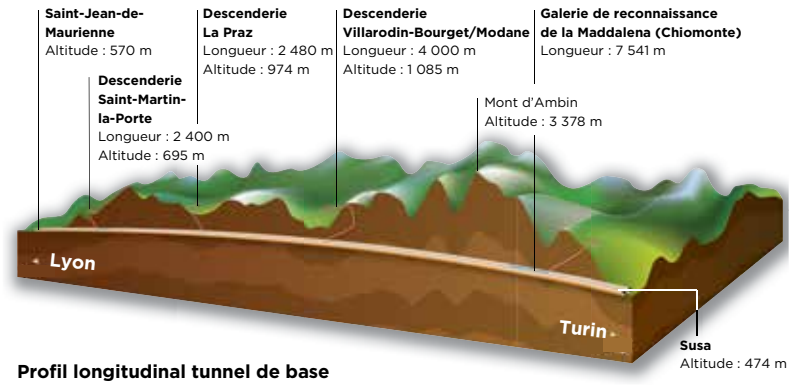 Saint-Jean-de-
Maurienne
Altitude : 570 m
Descenderie
Saint-Martin-
la-Porte
Longueur : 2 400 m
Altitude : 695 m
Descenderie
La Praz
Longueur : 2 480 m
Altitude : 974 m
Descenderie
Villarodin-Bourget/Modane
Longueur : 4 000 m
Altitude : 1 085 m
Galerie de reconnaissance
de la Maddalena (Chiomonte)
Longueur : 7 541 m
Mont d'Ambin
Altitude : 3 378 m
Lyon
Turin
Susa
Altitude : 474 m
Profil longitudinal tunnel de base